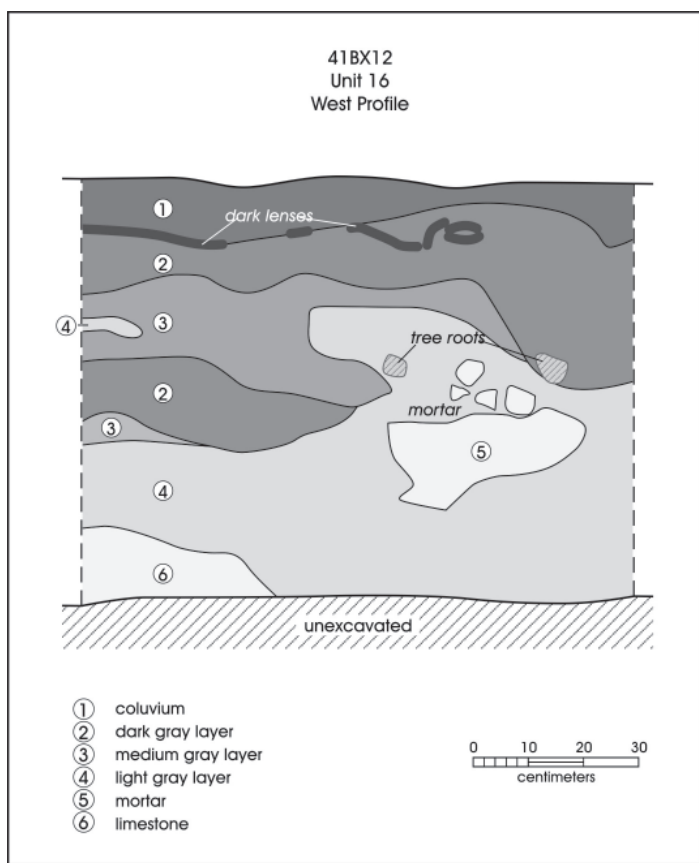 41BX12
Unit 16
West Profile
1
dark lenses
2
4
3
tree roots
2
mortar
3
5
4
6
unexcavated
1 coluvium
2 dark gray layer
3 medium gray layer
4 light gray layer
5 mortar
6 limestone
0 10 20 30
centimeters